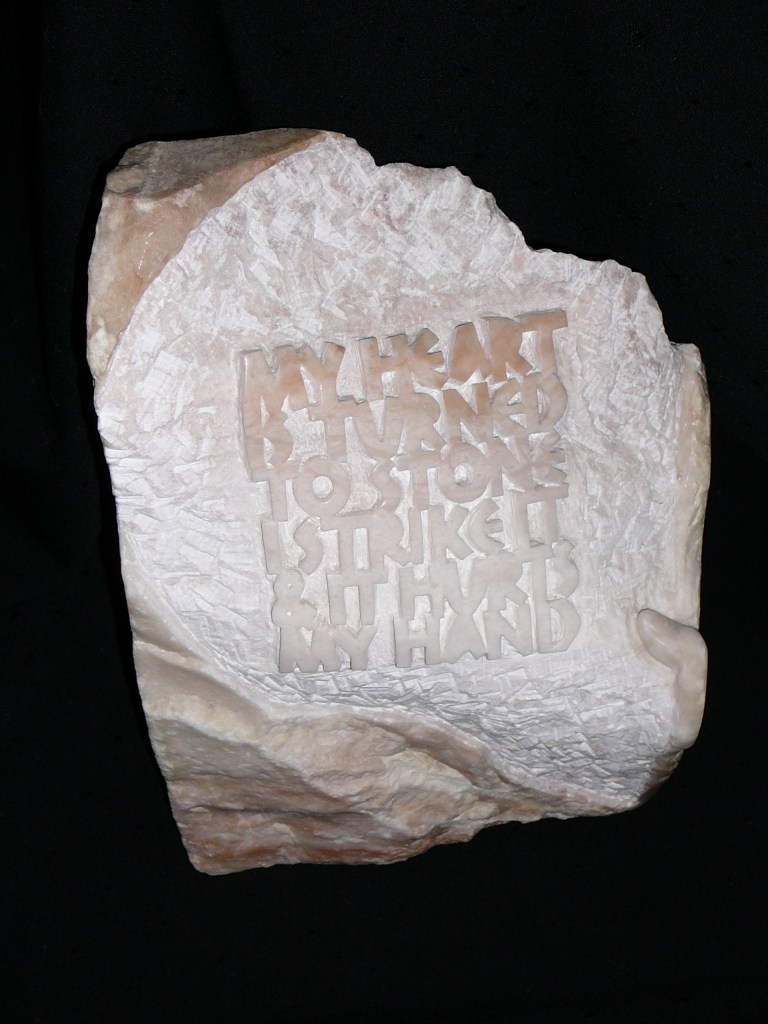 MY HEART
IS TURNED
TO STONE
I STRIKE IT
& IT HURTS
MY HAND